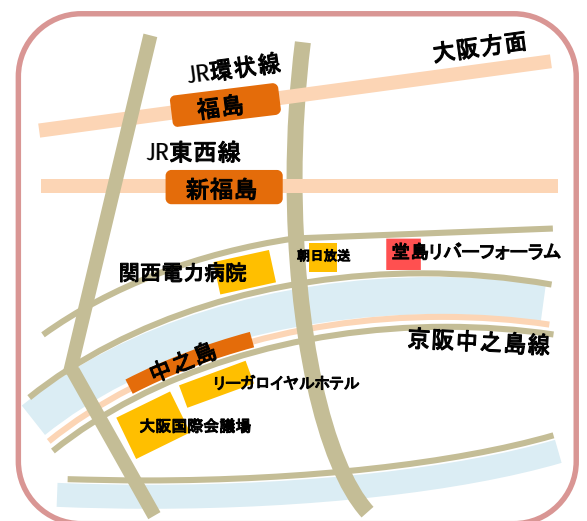 大阪方面
JR環状線
福島
JR東西線
新福島
朝日放送
堂島リバーフォーラム
関西電力病院
京阪中之島線
中之島
リーガロイヤルホテル
大阪国際会議場